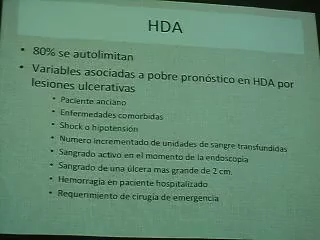 HDA
• 80% se autolimitan
• Variables asociadas a pobre pronóstico en HDA por
lesiones ulcerativas
• Paciente anciano
• Enfermedades comorbidas
• Shock o hipotensión
• Numero incrementado de unidades de sangre transfundidas
• Sangrado activo en el momento de la endoscopia
• Sangrado de una úlcera mas grande de 2 cm.
• Hemorragia en paciente hospitalizado
• Requerimiento de cirugía de emergencia